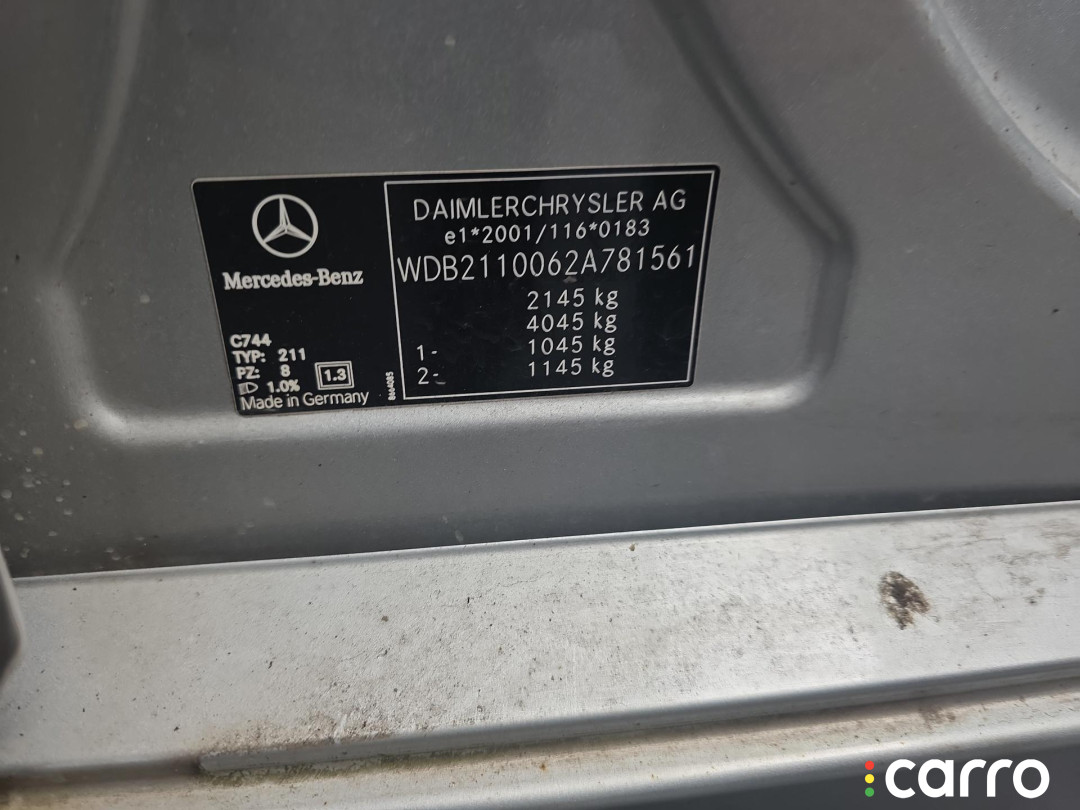 Mercedes-Benz
C744
TYP: 211
PZ: 8
1.0% 1.3
Made in Germany
DAIMLERCHRYSLER AG
e1*2001/116*0183
WDB2110062A781561
2145 kg
4045 kg
1- 1045 kg
2- 1145 kg
carro